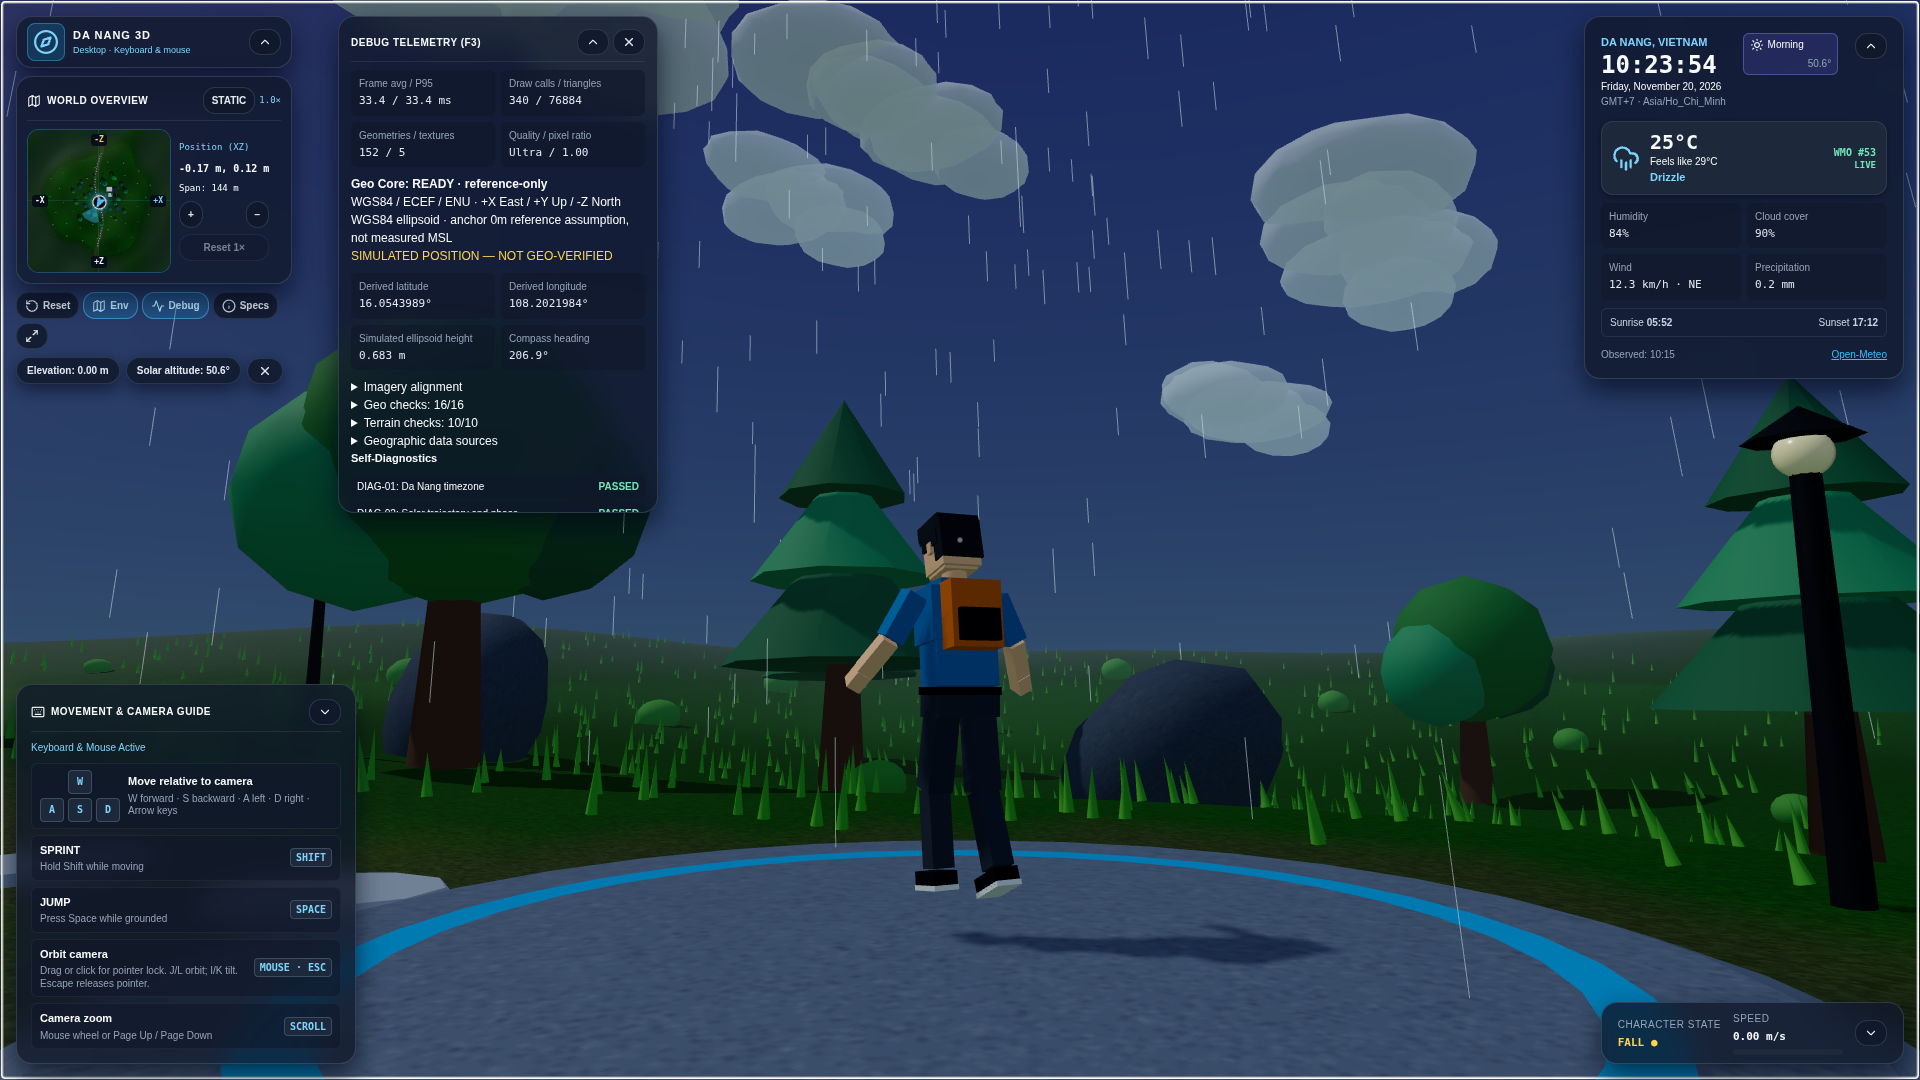 DA NANG 3D
Desktop · Keyboard & mouse
WORLD OVERVIEW
STATIC
1.0×
-Z
-X
+X
+Z
Position (XZ)
-0.17 m, 0.12 m
Span: 144 m
+
−
Reset 1×
Reset
Env
Debug
Specs
Elevation: 0.00 m
Solar altitude: 50.6°
DEBUG TELEMETRY (F3)
Frame avg / P95
33.4 / 33.4 ms
Draw calls / triangles
340 / 76884
Geometries / textures
152 / 5
Quality / pixel ratio
Ultra / 1.00
Geo Core: READY · reference-only
WGS84 / ECEF / ENU · +X East / +Y Up / -Z North
WGS84 ellipsoid · anchor 0m reference assumption,
not measured MSL
SIMULATED POSITION — NOT GEO-VERIFIED
Derived latitude
16.0543989°
Derived longitude
108.2021984°
Simulated ellipsoid height
0.683 m
Compass heading
206.9°
Imagery alignment
Geo checks: 16/16
Terrain checks: 10/10
Geographic data sources
Self-Diagnostics
DIAG-01: Da Nang timezone
PASSED
DA NANG, VIETNAM
10:23:54
Friday, November 20, 2026
GMT+7 · Asia/Ho_Chi_Minh
Morning
50.6°
25°C
Feels like 29°C
Drizzle
WMO #53
LIVE
Humidity
84%
Cloud cover
90%
Wind
12.3 km/h · NE
Precipitation
0.2 mm
Sunrise 05:52
Sunset 17:12
Observed: 10:15
Open-Meteo
MOVEMENT & CAMERA GUIDE
Keyboard & Mouse Active
W
A
S
D
Move relative to camera
W forward · S backward · A left · D right ·
Arrow keys
SPRINT
Hold Shift while moving
SHIFT
JUMP
Press Space while grounded
SPACE
Orbit camera
Drag or click for pointer lock. J/L orbit; I/K tilt.
Escape releases pointer.
MOUSE · ESC
Camera zoom
Mouse wheel or Page Up / Page Down
SCROLL
CHARACTER STATE
FALL
SPEED
0.00 m/s